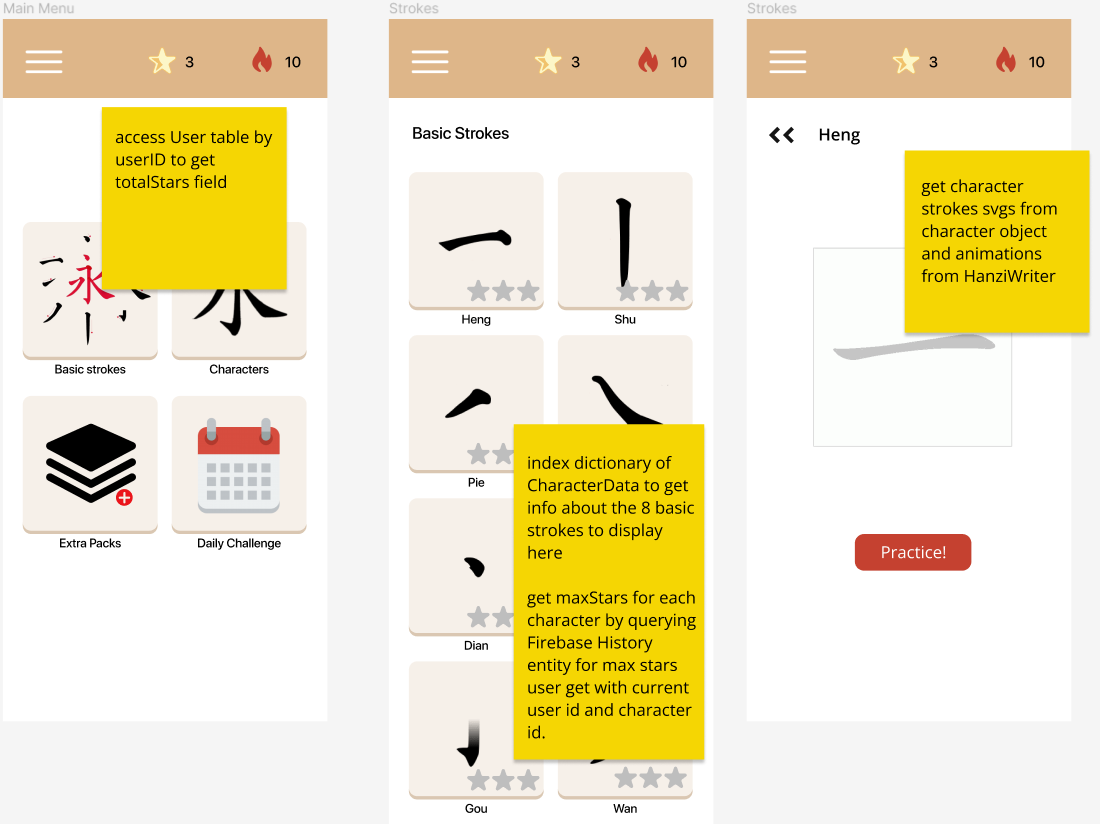 Main Menu
3
10
access User table by
userID to get
totalStars field
永
Basic strokes
Characters
Extra Packs
Daily Challenge
Strokes
3
10
Basic Strokes
Heng
Shu
Pie
index dictionary of
CharacterData to get
info about the 8 basic
strokes to display
here
get maxStars for each
character by querying
Firebase History
entity for max stars
user get with current
user id and character
id.
Dian
Gou
Wan
Strokes
3
10
Heng
get character
strokes svgs from
character object
and animations
from HanziWriter
Practice!